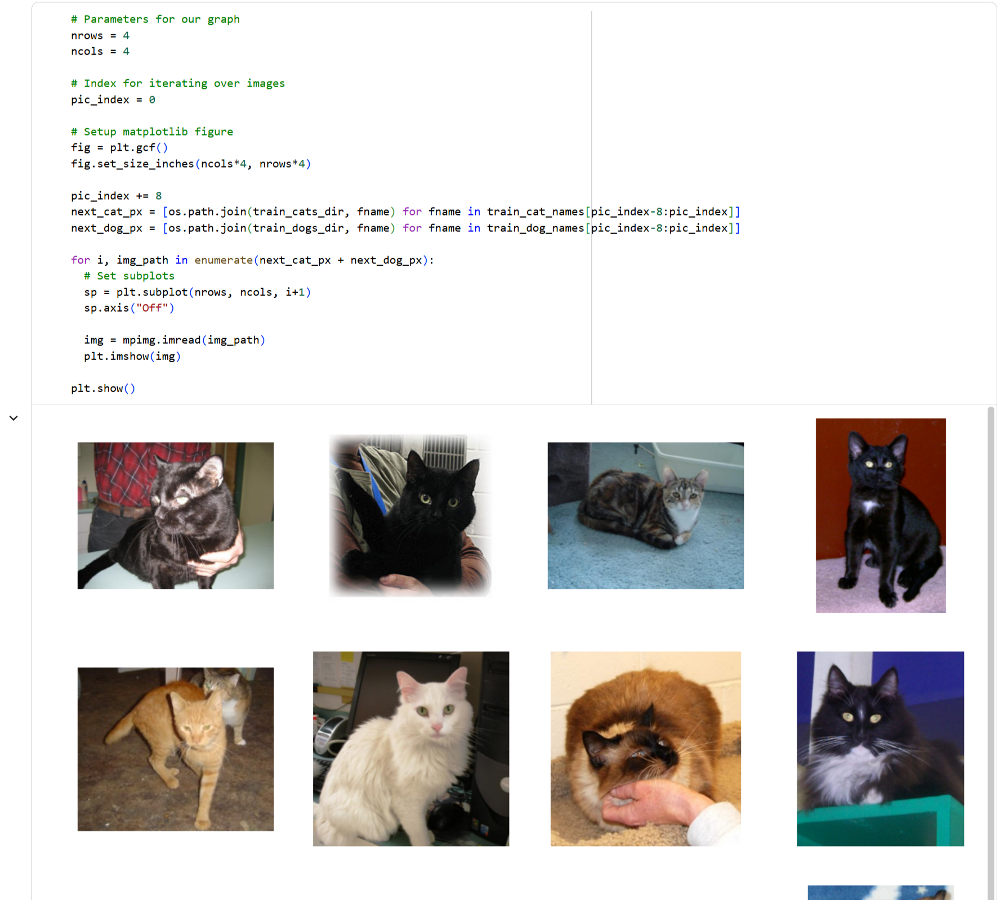 # Parameters for our graph
nrows = 4
ncols = 4
# Index for iterating over images
pic_index = 0
# Setup matplotlib figure
fig = plt.gcf()
fig.set_size_inches(ncols*4, nrows*4)
pic_index += 8
next_cat_px = [os.path.join(train_cats_dir, fname) for fname in train_cat_names[pic_index-8:pic_index]]
next_dog_px = [os.path.join(train_dogs_dir, fname) for fname in train_dog_names[pic_index-8:pic_index]]
for i, img_path in enumerate(next_cat_px + next_dog_px):
  # Set subplots
  sp = plt.subplot(nrows, ncols, i+1)
  sp.axis("Off")
  img = mpimg.imread(img_path)
  plt.imshow(img)
plt.show()